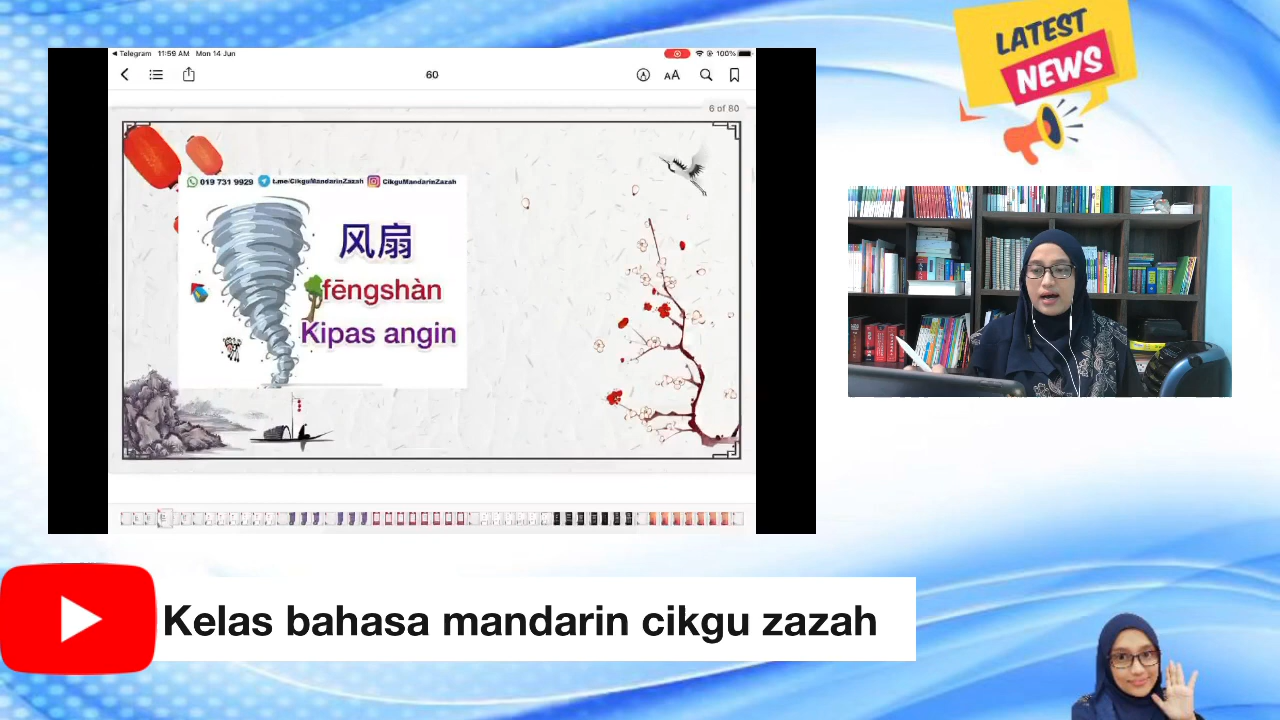 LATEST
NEWS
Telegram 11:59 AM Mon 14 Jun
100%
60
AA
6 of 80
019 731 9929 t.me/CikguMandarinZazah CikguMandarinZazah
风扇
fēngshàn
Kipas angin
Kelas bahasa mandarin cikgu zazah